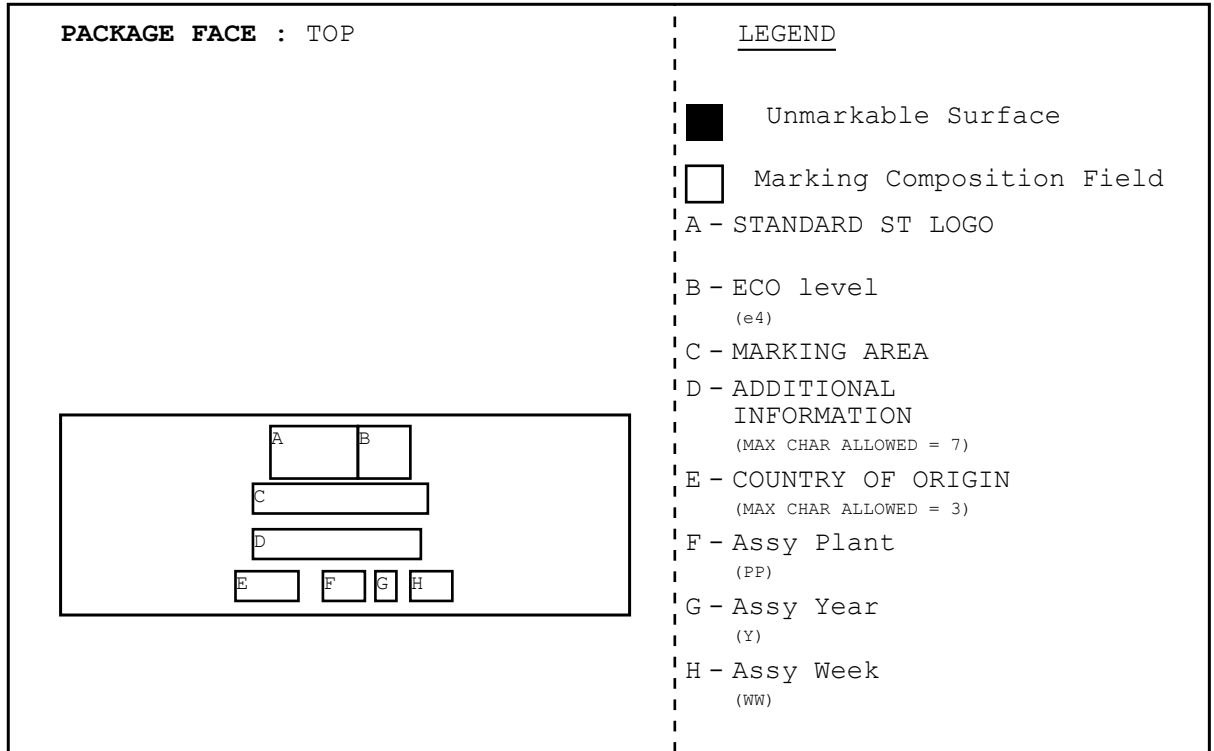 PACKAGE FACE : TOP
A B
C
D
E F G H
LEGEND
Unmarkable Surface
Marking Composition Field
A - STANDARD ST LOGO
B - ECO level
(e4)
C - MARKING AREA
D - ADDITIONAL
INFORMATION
(MAX CHAR ALLOWED = 7)
E - COUNTRY OF ORIGIN
(MAX CHAR ALLOWED = 3)
F - Assy Plant
(PP)
G - Assy Year
(Y)
H - Assy Week
(WW)